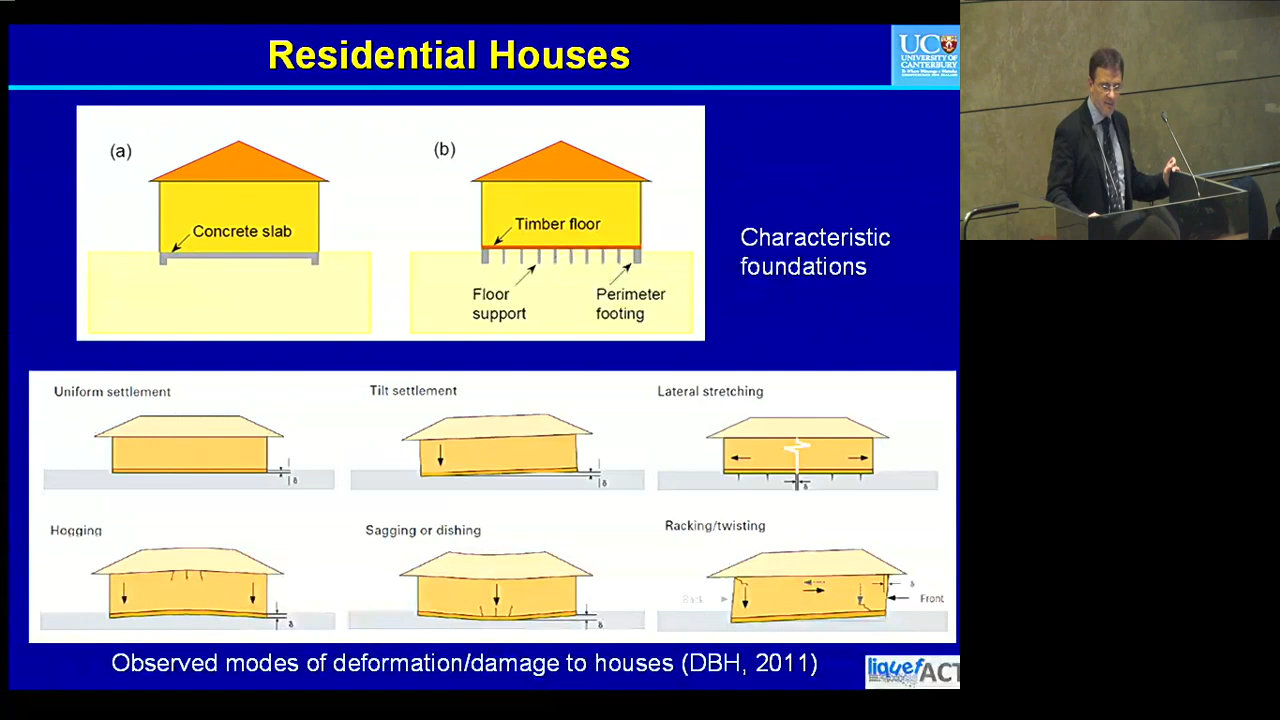 Residential Houses
UC
UNIVERSITY OF
CANTERBURY
(a)
(b)
Concrete slab
Timber floor
Floor
support
Perimeter
footing
Characteristic
foundations
Uniform settlement
Tilt settlement
Lateral stretching
δ
δ
δ
Hogging
Sagging or dishing
Racking/twisting
δ
δ
δ
Back
Front
Observed modes of deformation/damage to houses (DBH, 2011)
liquefACT